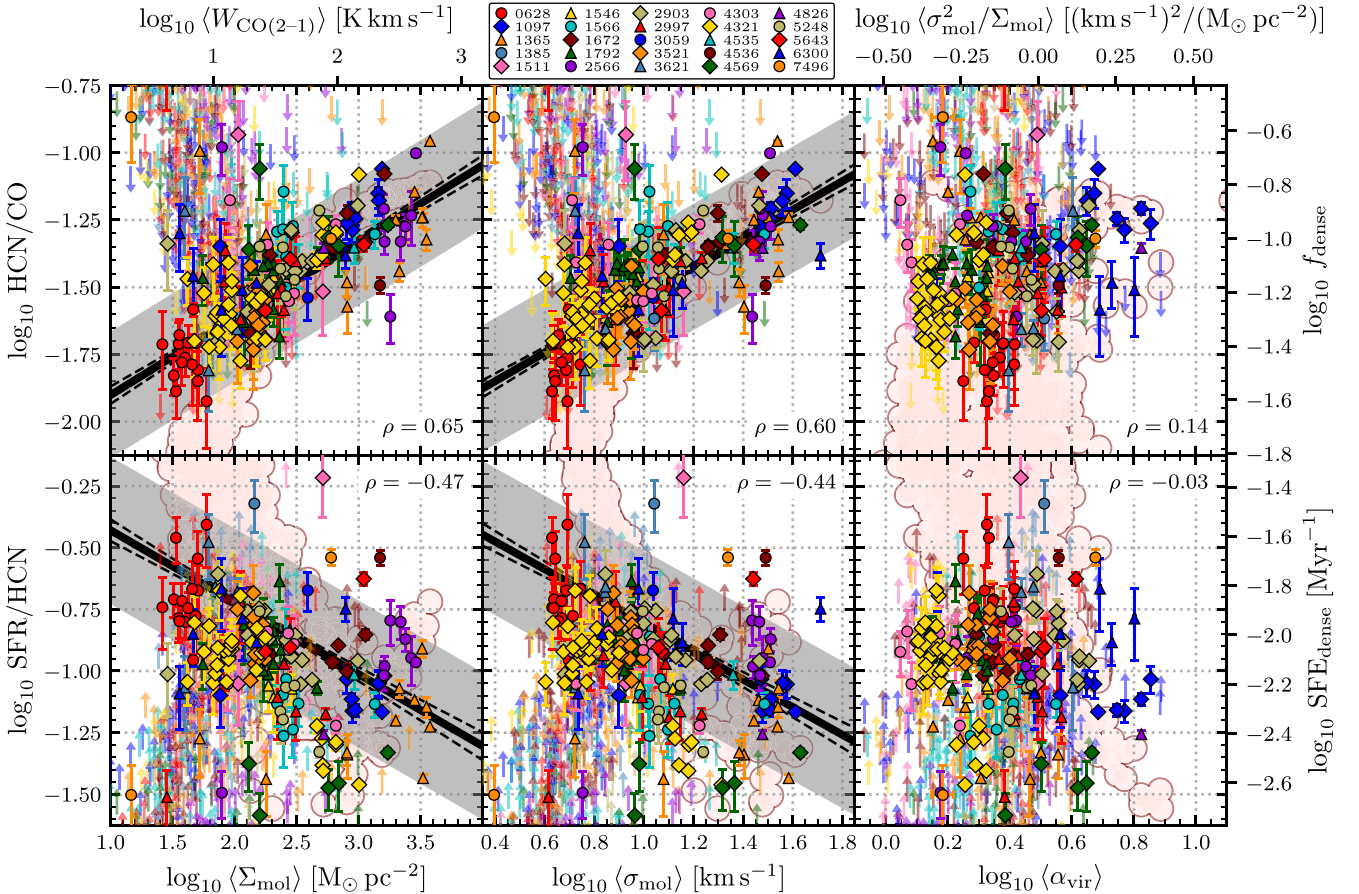 log₁₀ ⟨W_CO(2−1)⟩ [K km s⁻¹]
1 2 3
0628 1546 2903 4303 4826
1097 1566 2997 4321 5248
1365 1672 3059 4535 5643
1385 1792 3521 4536 6300
1511 2566 3621 4569 7496
log₁₀ ⟨σ²_mol/Σ_mol⟩ [(km s⁻¹)²/(M⊙ pc⁻²)]
−0.50 −0.25 0.00 0.25 0.50
log₁₀ HCN/CO
−0.75
−1.00
−1.25
−1.50
−1.75
−2.00
ρ = 0.65
ρ = 0.60
ρ = 0.14
−0.6
−0.8
−1.0
−1.2
−1.4
−1.6
−1.8
log₁₀ f_dense
log₁₀ SFR/HCN
−0.25
−0.50
−0.75
−1.00
−1.25
−1.50
ρ = −0.47
ρ = −0.44
ρ = −0.03
−1.4
−1.6
−1.8
−2.0
−2.2
−2.4
−2.6
log₁₀ SFE_dense [Myr⁻¹]
1.0 1.5 2.0 2.5 3.0 3.5
log₁₀ ⟨Σ_mol⟩ [M⊙ pc⁻²]
0.4 0.6 0.8 1.0 1.2 1.4 1.6 1.8
log₁₀ ⟨σ_mol⟩ [km s⁻¹]
0.0 0.2 0.4 0.6 0.8 1.0
log₁₀ ⟨α_vir⟩